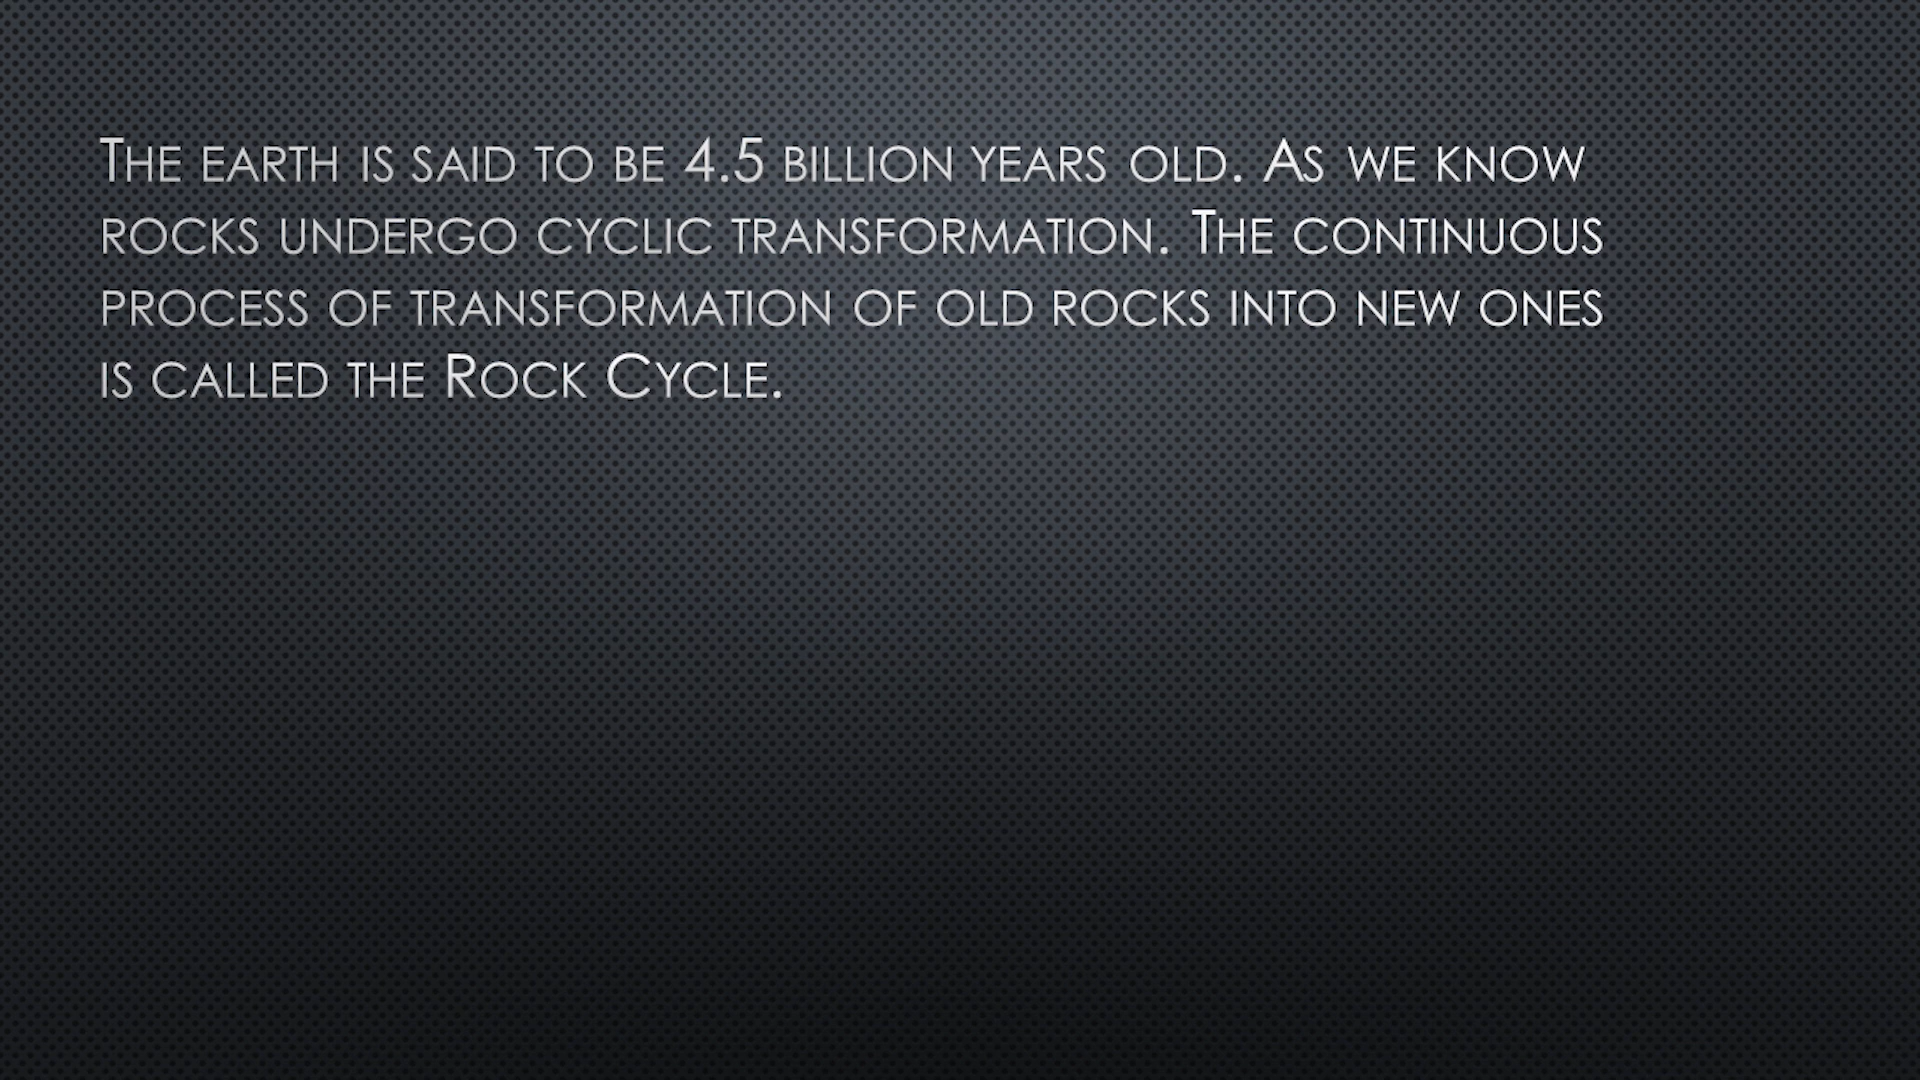 The earth is said to be 4.5 billion years old. As we know
rocks undergo cyclic transformation. The continuous
process of transformation of old rocks into new ones
is called the Rock Cycle.